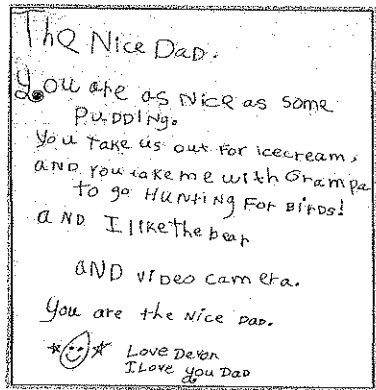 The Nice Dad.
You are as Nice as some
PUDDING.
You take us out for icecream,
AND you take me with Grampa
to go HUNTING FOR BIRDS!
AND I like the bear
AND VIDEO camera.
You are the Nice DAD.
Love Devon
I Love you DaD